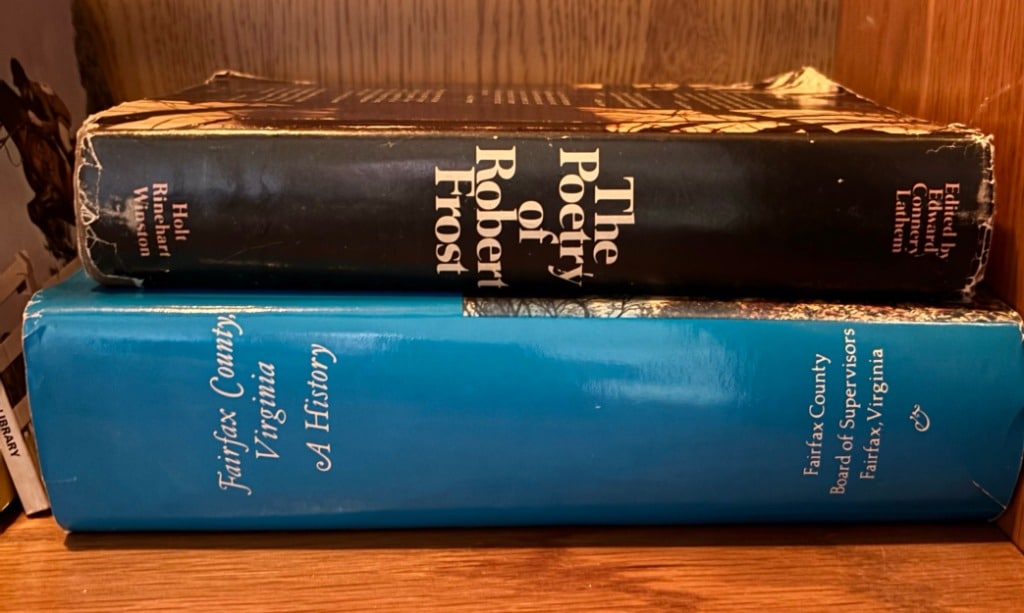 The
Poetry
of
Robert
Frost
Edited by
Edward
Connery
Lathem
Holt
Rinehart
Winston
Fairfax County,
Virginia
A History
Fairfax County
Board of Supervisors
Fairfax, Virginia
LIBRARY